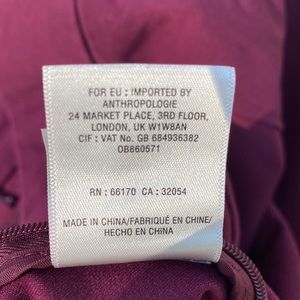 FOR EU : IMPORTED BY
ANTHROPOLOGIE
24 MARKET PLACE, 3RD FLOOR,
LONDON, UK W1W8AN
CIF : VAT No. GB 684936382
OB860571
RN : 66170 CA : 32054
MADE IN CHINA/FABRIQUÉ EN CHINE/
HECHO EN CHINA